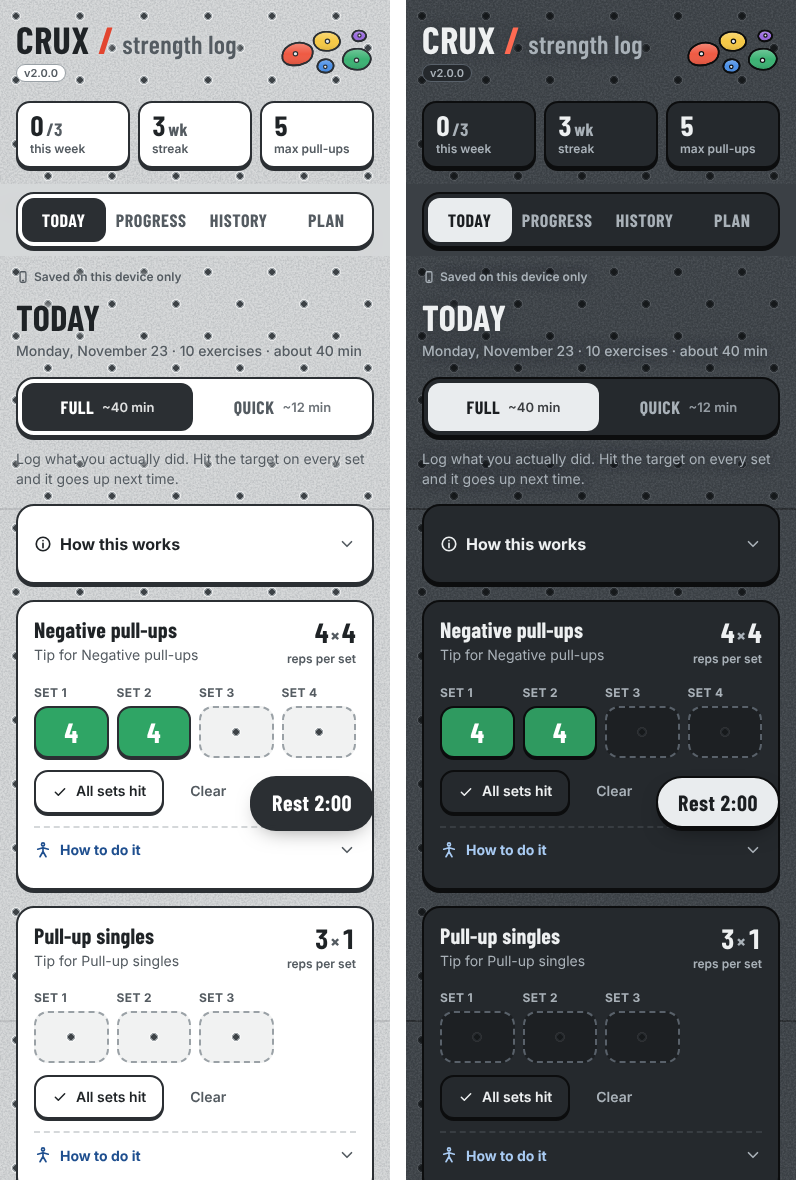 CRUX / strength log
v2.0.0
0/3 this week
3 wk streak
5 max pull-ups
TODAY PROGRESS HISTORY PLAN
Saved on this device only
TODAY
Monday, November 23 · 10 exercises · about 40 min
FULL ~40 min QUICK ~12 min
Log what you actually did. Hit the target on every set
and it goes up next time.
How this works
Negative pull-ups 4×4
Tip for Negative pull-ups reps per set
SET 1 SET 2 SET 3 SET 4
4 4
All sets hit Clear Rest 2:00
How to do it
Pull-up singles 3×1
Tip for Pull-up singles reps per set
SET 1 SET 2 SET 3
All sets hit Clear
How to do it
CRUX / strength log
v2.0.0
0/3 this week
3 wk streak
5 max pull-ups
TODAY PROGRESS HISTORY PLAN
Saved on this device only
TODAY
Monday, November 23 · 10 exercises · about 40 min
FULL ~40 min QUICK ~12 min
Log what you actually did. Hit the target on every set
and it goes up next time.
How this works
Negative pull-ups 4×4
Tip for Negative pull-ups reps per set
SET 1 SET 2 SET 3 SET 4
4 4
All sets hit Clear Rest 2:00
How to do it
Pull-up singles 3×1
Tip for Pull-up singles reps per set
SET 1 SET 2 SET 3
All sets hit Clear
How to do it